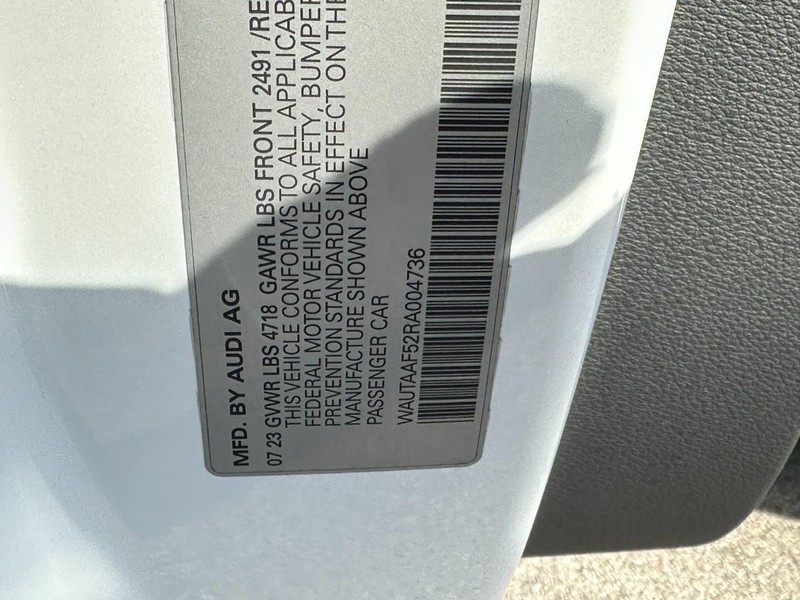 MFD. BY AUDI AG
07 23 GVWR LBS 4718 GAWR LBS FRONT 2491 /RE
THIS VEHICLE CONFORMS TO ALL APPLICAB
FEDERAL MOTOR VEHICLE SAFETY, BUMPER
PREVENTION STANDARDS IN EFFECT ON THE
MANUFACTURE SHOWN ABOVE
PASSENGER CAR
WAUTAAF52RA004736